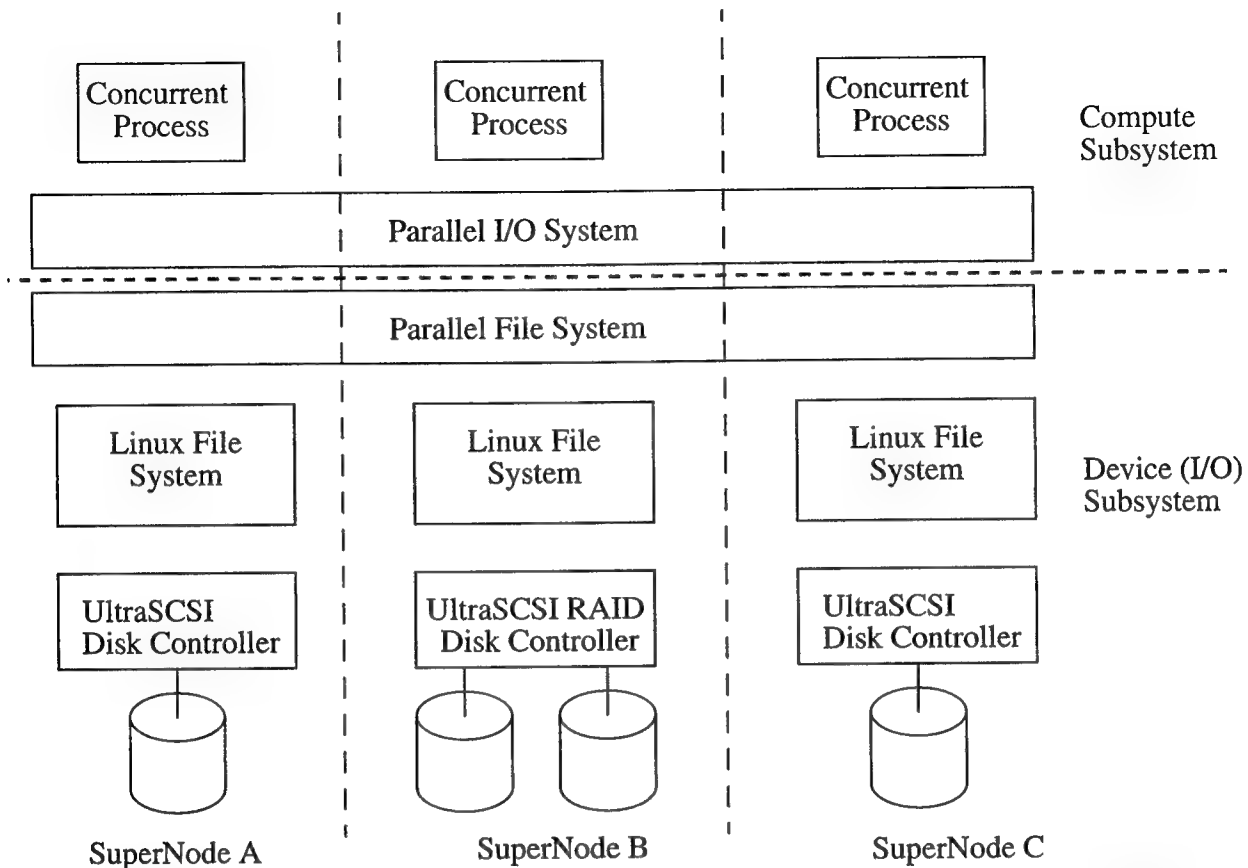 Concurrent
Process
Concurrent
Process
Concurrent
Process
Compute
Subsystem
Parallel I/O System
Parallel File System
Linux File
System
Linux File
System
Linux File
System
Device (I/O)
Subsystem
UltraSCSI
Disk Controller
UltraSCSI RAID
Disk Controller
UltraSCSI
Disk Controller
SuperNode A
SuperNode B
SuperNode C